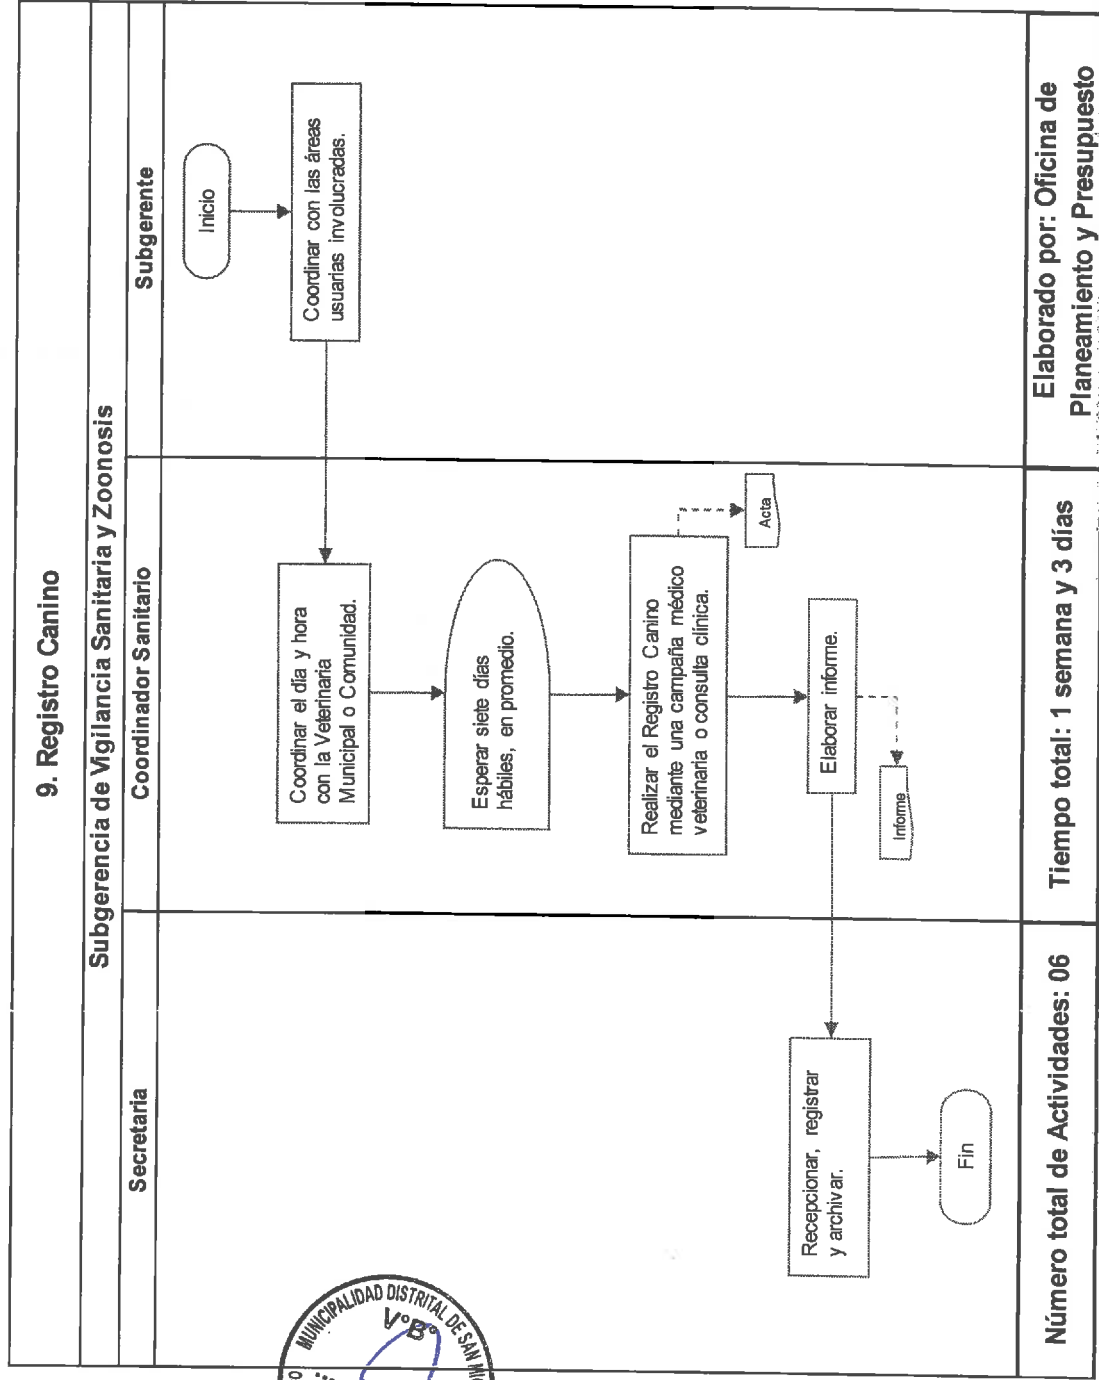 9. Registro Canino
Subgerencia de Vigilancia Sanitaria y Zoonosis
Secretaria
Coordinador Sanitario
Subgerente
Inicio
Coordinar con las áreas
usuarias involucradas.
Coordinar el día y hora
con la Veterinaria
Municipal o Comunidad.
Esperar siete días
hábiles, en promedio.
Realizar el Registro Canino
mediante una campaña médico
veterinaria o consulta clínica.
Acta
Elaborar informe.
Informe
Recepcionar, registrar
y archivar.
Fin
Número total de Actividades: 06
Tiempo total: 1 semana y 3 días
Elaborado por: Oficina de
Planeamiento y Presupuesto
MUNICIPALIDAD DISTRITAL DE SAN
V°B°